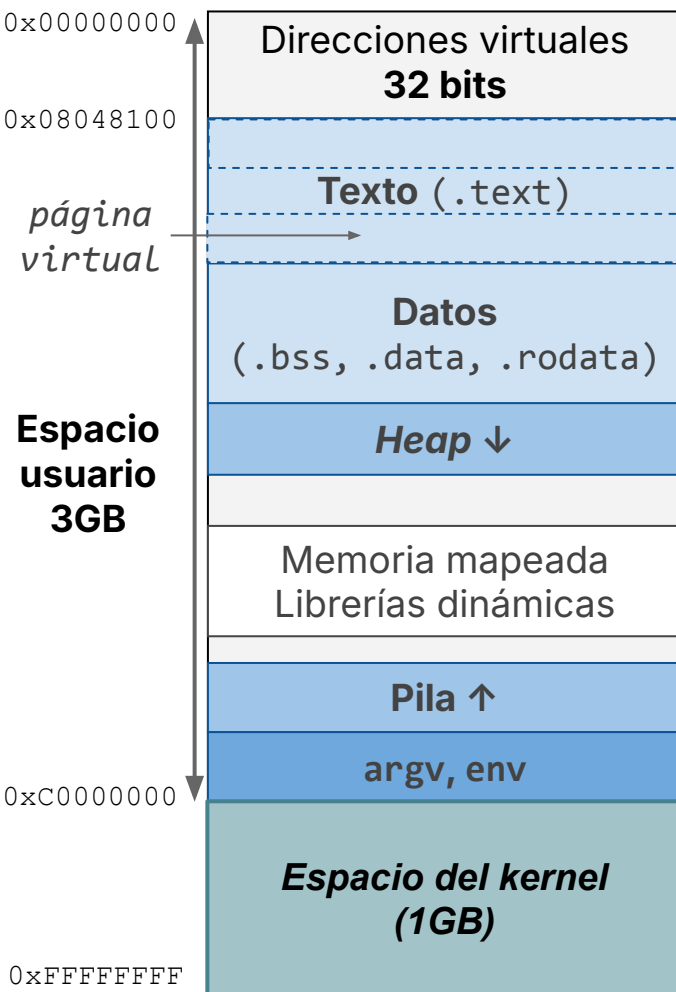 0x00000000
Direcciones virtuales
32 bits
0x08048100
Texto (.text)
página
virtual
Datos
(.bss, .data, .rodata)
Espacio
usuario
3GB
Heap ↓
Memoria mapeada
Librerías dinámicas
Pila ↑
argv, env
0xC0000000
Espacio del kernel
(1GB)
0xFFFFFFFF